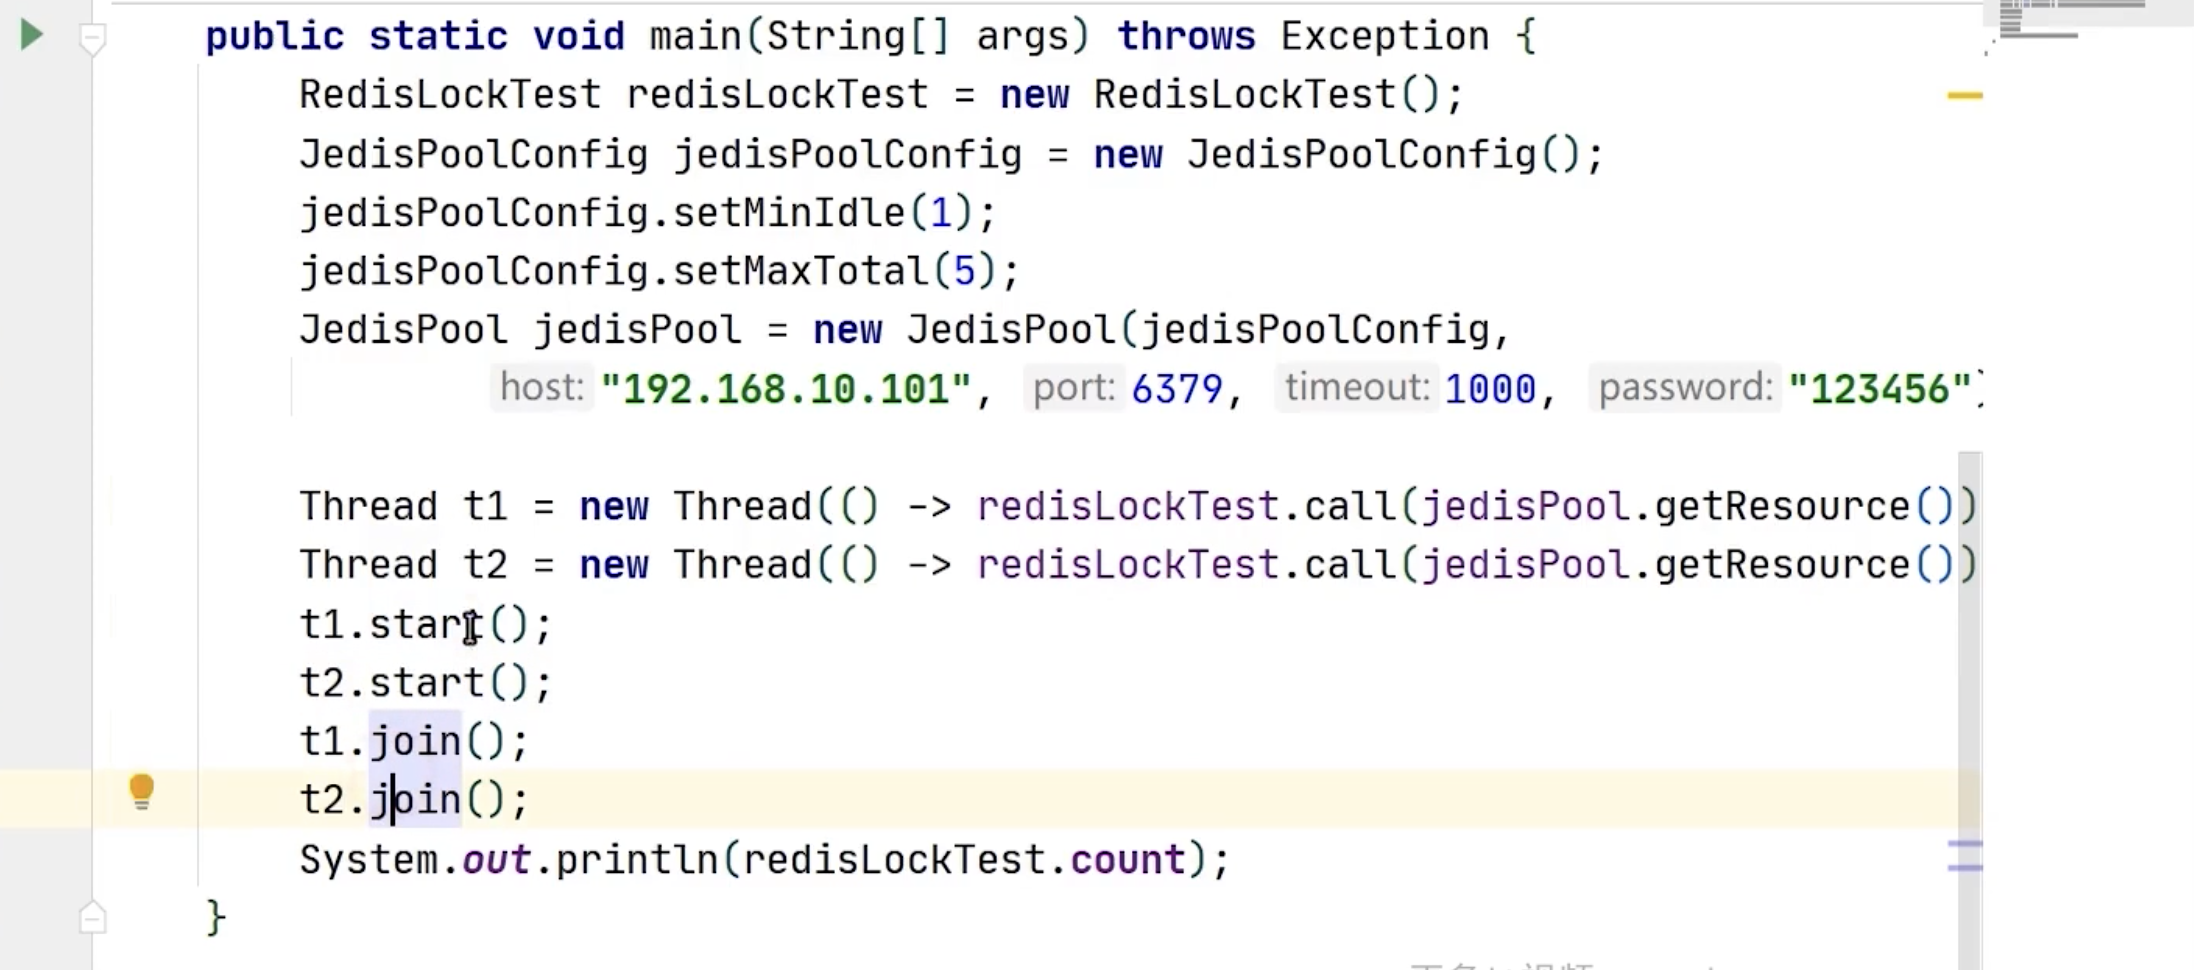 public static void main(String[] args) throws Exception {
RedisLockTest redisLockTest = new RedisLockTest();
JedisPoolConfig jedisPoolConfig = new JedisPoolConfig();
jedisPoolConfig.setMinIdle(1);
jedisPoolConfig.setMaxTotal(5);
JedisPool jedisPool = new JedisPool(jedisPoolConfig,
host: "192.168.10.101", port: 6379, timeout: 1000, password: "123456")
Thread t1 = new Thread(() -> redisLockTest.call(jedisPool.getResource())
Thread t2 = new Thread(() -> redisLockTest.call(jedisPool.getResource())
t1.start();
t2.start();
t1.join();
t2.join();
System.out.println(redisLockTest.count);
}